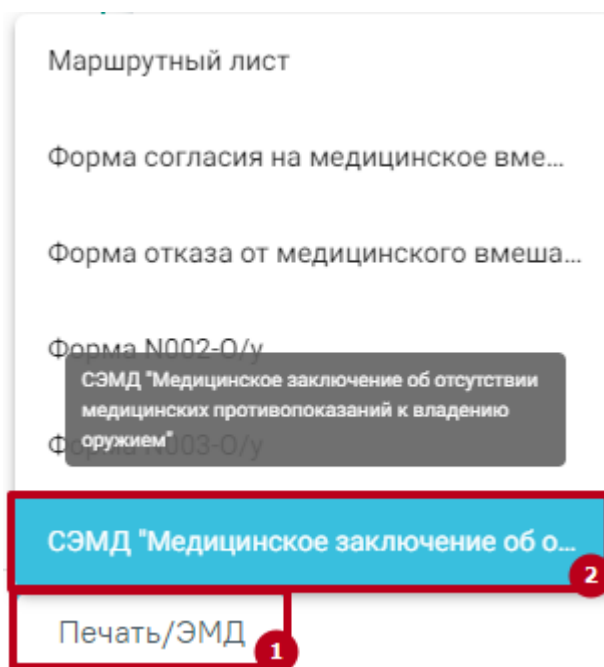 Маршрутный лист
Форма согласия на медицинское вме...
Форма отказа от медицинского вмеша...
Форма N002-О/у
СЭМД "Медицинское заключение об отсутствии
медицинских противопоказаний к владению
оружием"
Форма N003-О/у
СЭМД "Медицинское заключение об о...
2
Печать/ЭМД
1